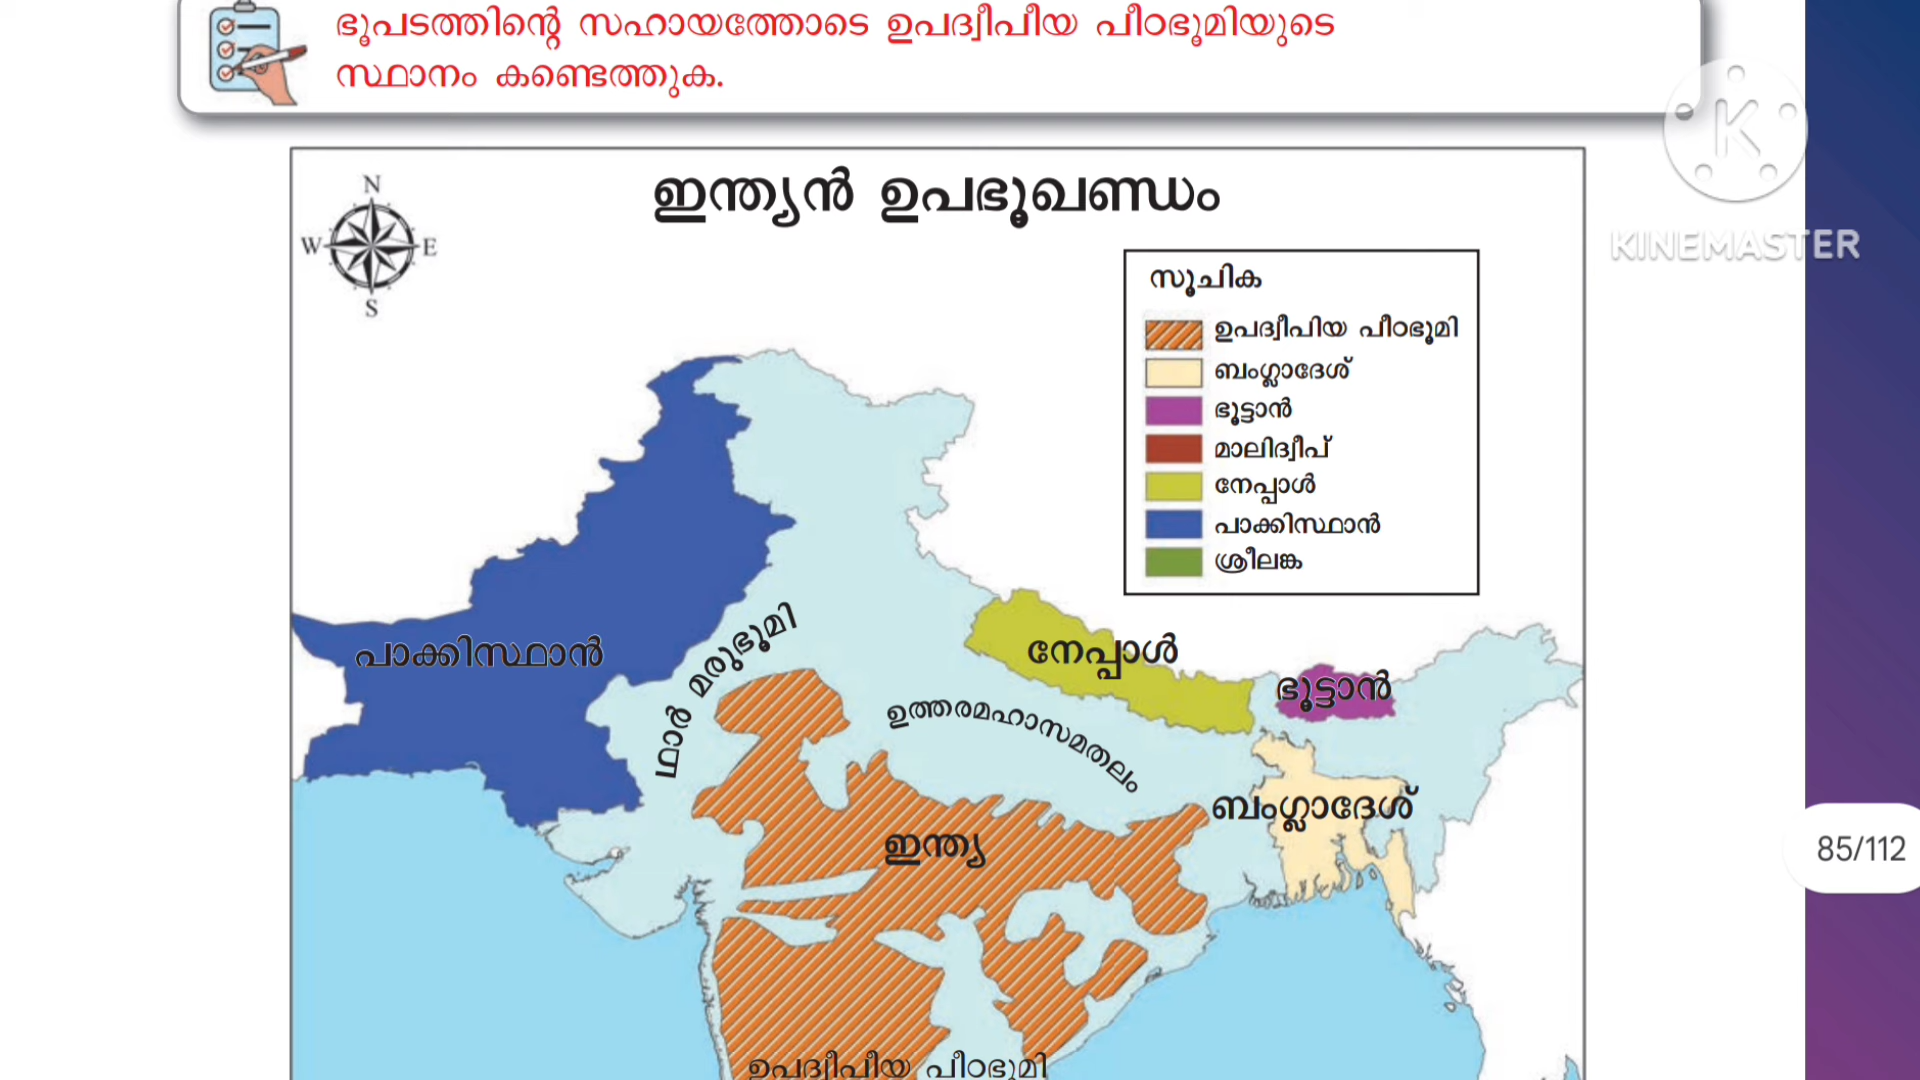 ഭൂപടത്തിന്റെ സഹായത്തോടെ ഉപദ്വീപീയ പീഠഭൂമിയുടെ
സ്ഥാനം കണ്ടെത്തുക.
ഇന്ത്യൻ ഉപഭൂഖണ്ഡം
N
W E
S
KINEMASTER
സൂചിക
ഉപദ്വീപിയ പീഠഭൂമി
ബംഗ്ലാദേശ്
ഭൂട്ടാൻ
മാലിദ്വീപ്
നേപ്പാൾ
പാക്കിസ്ഥാൻ
ശ്രീലങ്ക
പാക്കിസ്ഥാൻ
ഥാർ മരുഭൂമി
നേപ്പാൾ
ഭൂട്ടാൻ
ഉത്തരമഹാസമതലം
ബംഗ്ലാദേശ്
ഇന്ത്യ
85/112
ഉപദ്വീപീയ പീഠഭൂമി